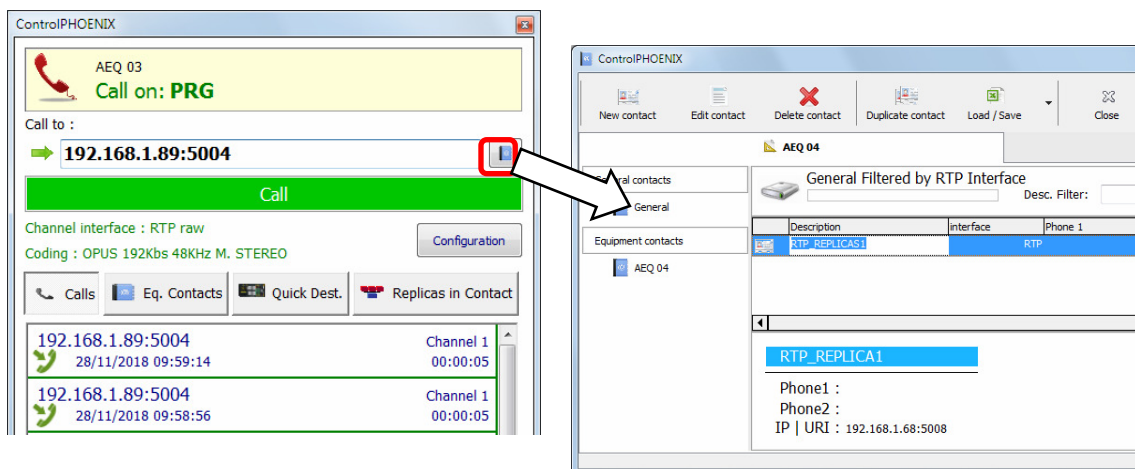 ControlPHOENIX
AEQ 03
Call on: PRG
Call to :
192.168.1.89:5004
Call
Channel interface : RTP raw
Coding : OPUS 192Kbs 48KHz M. STEREO
Configuration
Calls
Eq. Contacts
Quick Dest.
Replicas in Contact
192.168.1.89:5004 Channel 1
28/11/2018 09:59:14 00:00:05
192.168.1.89:5004 Channel 1
28/11/2018 09:58:56 00:00:05
ControlPHOENIX
New contact
Edit contact
Delete contact
Duplicate contact
Load / Save
Close
AEQ 04
contacts
General
Equipment contacts
AEQ 04
General Filtered by RTP Interface
Desc. Filter:
Description interface Phone 1
RTP_REPLICAS1 RTP
RTP_REPLICA1
Phone1 :
Phone2 :
IP | URI : 192.168.1.68:5008